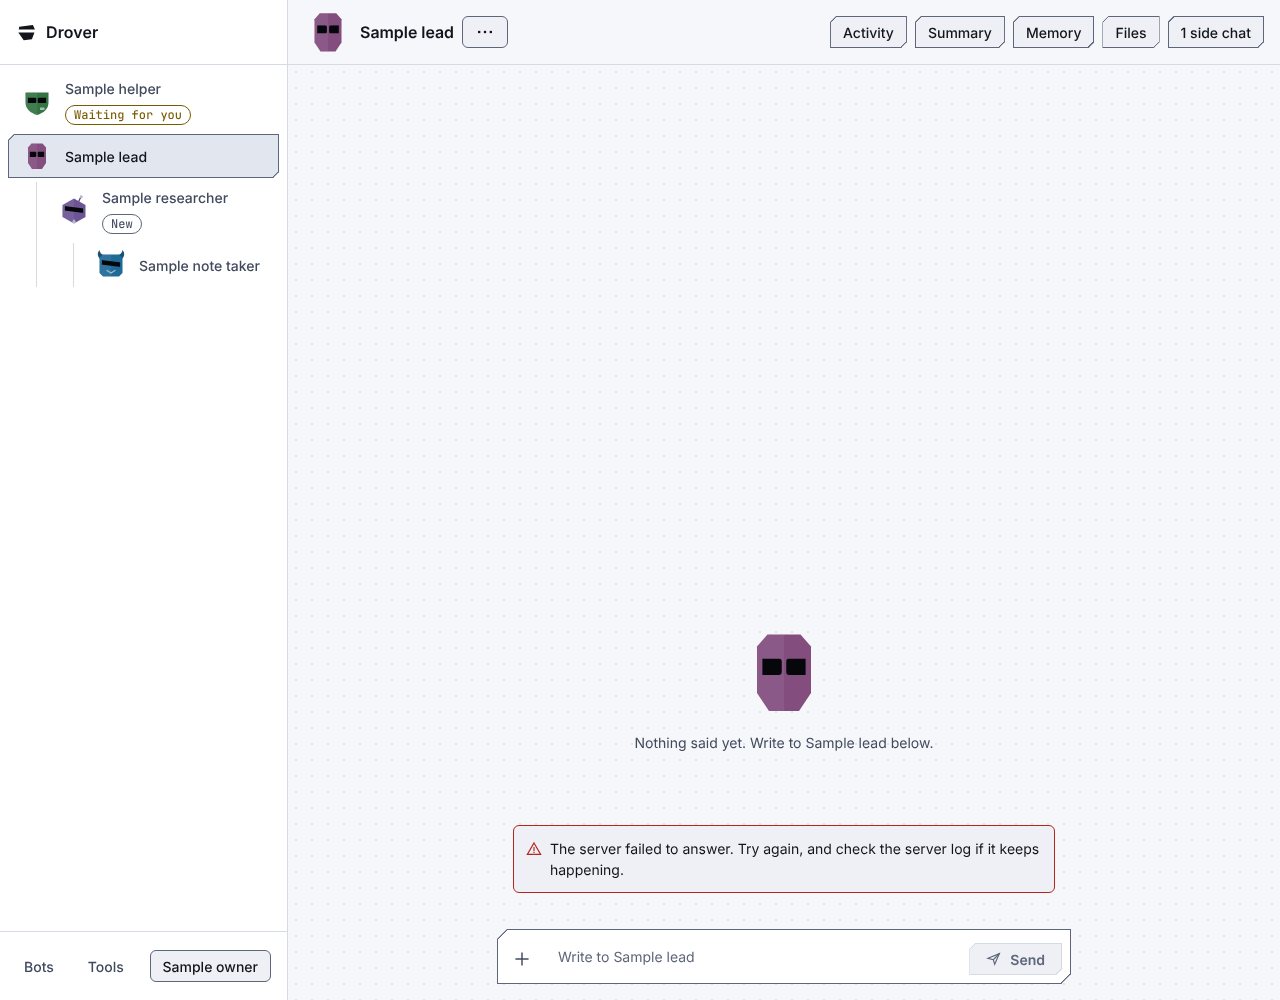 Drover
Sample helper
Waiting for you
Sample lead
Sample researcher
New
Sample note taker
Bots
Tools
Sample owner
Sample lead
Activity
Summary
Memory
Files
1 side chat
Nothing said yet. Write to Sample lead below.
The server failed to answer. Try again, and check the server log if it keeps
happening.
Write to Sample lead
Send